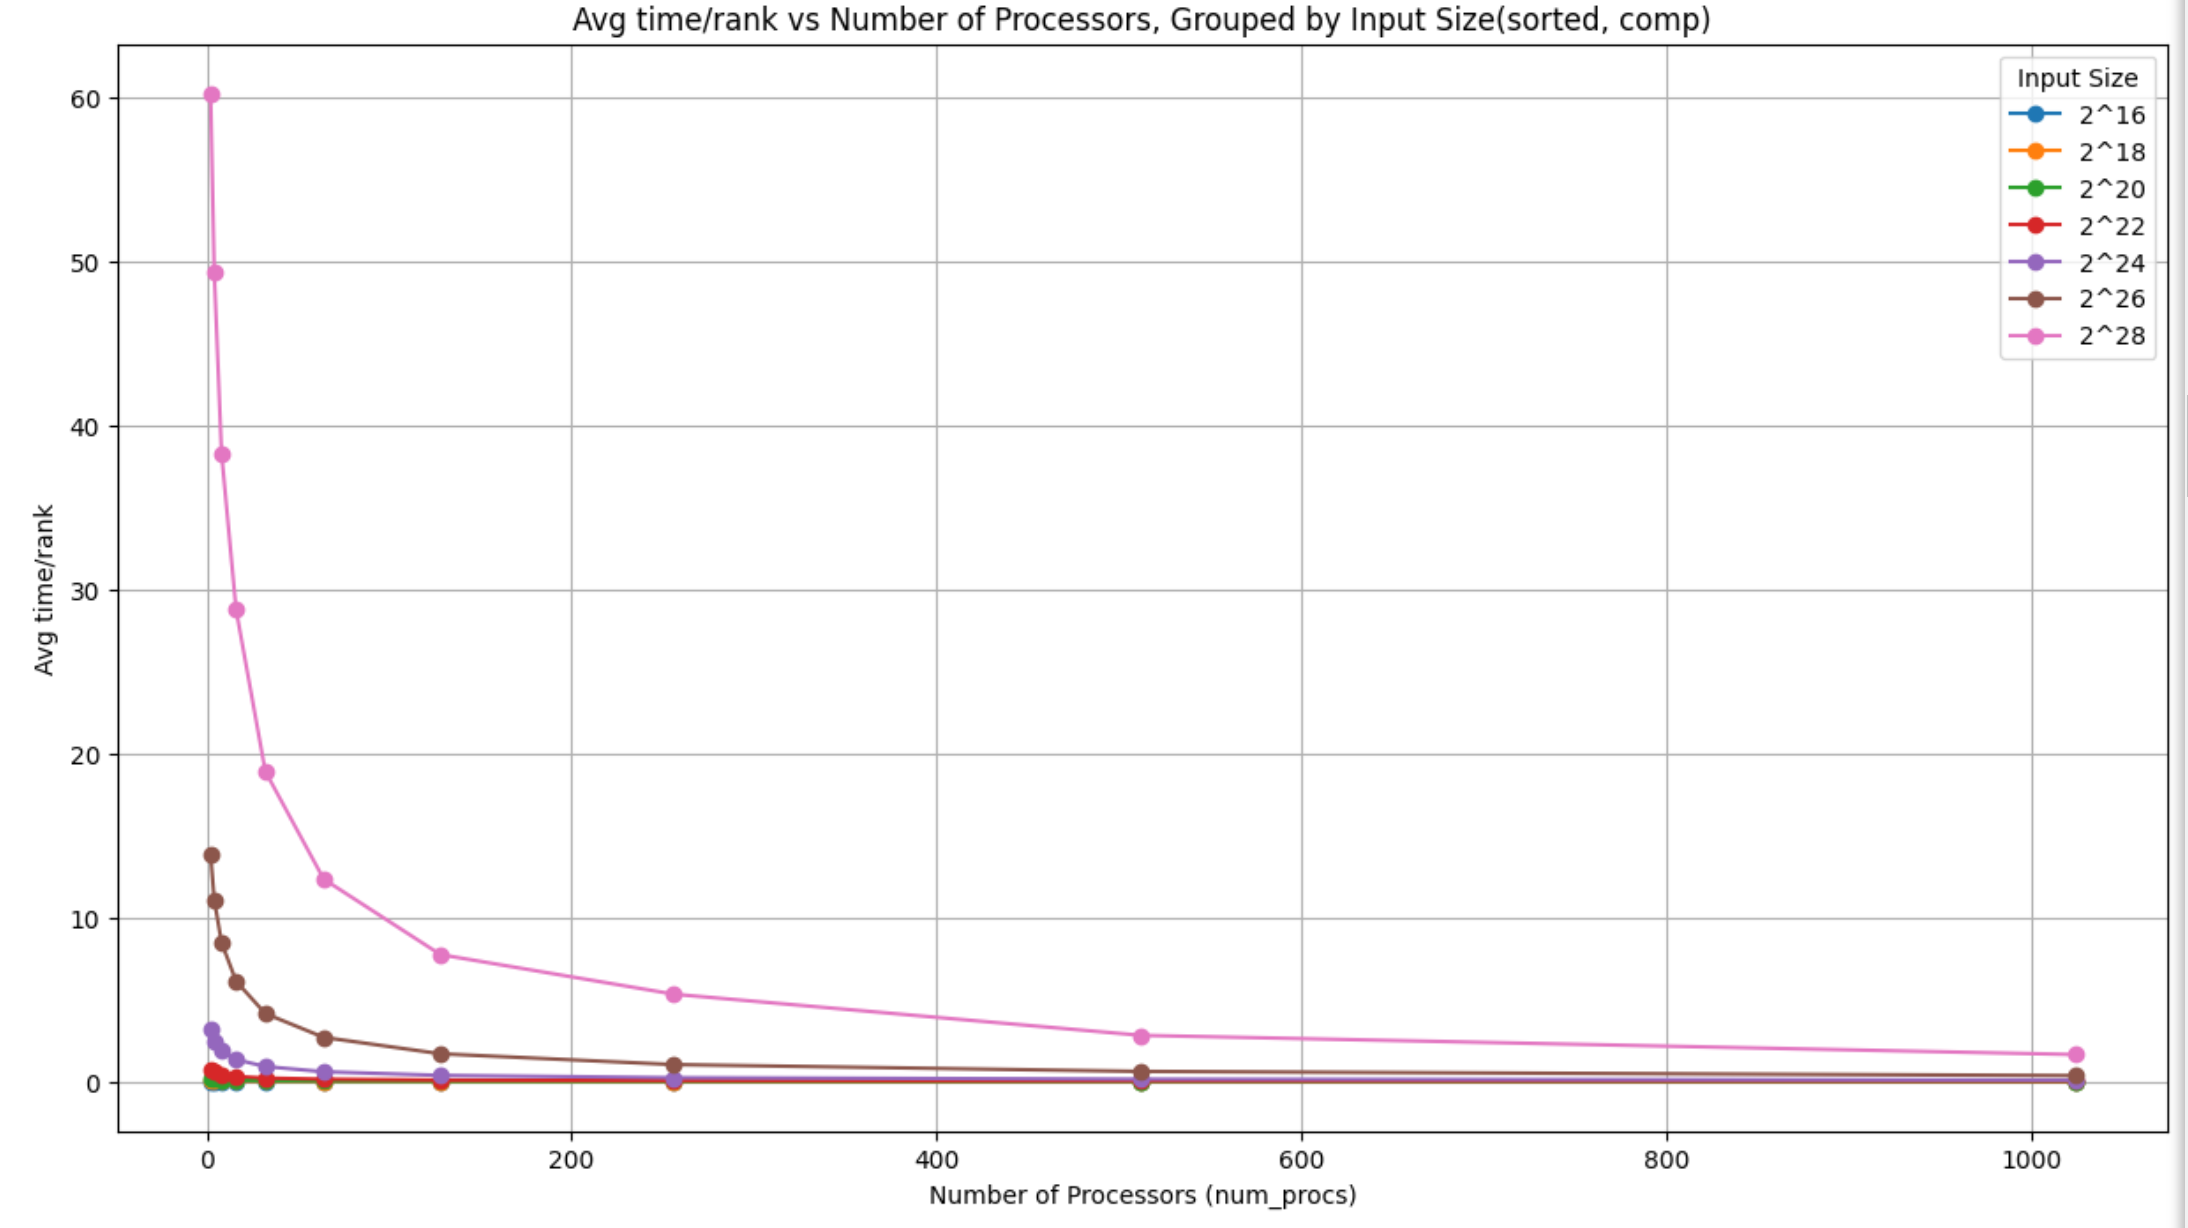 Avg time/rank vs Number of Processors, Grouped by Input Size(sorted, comp)
Input Size
2^16
2^18
2^20
2^22
2^24
2^26
2^28
Avg time/rank
60
50
40
30
20
10
0
0 200 400 600 800 1000
Number of Processors (num_procs)